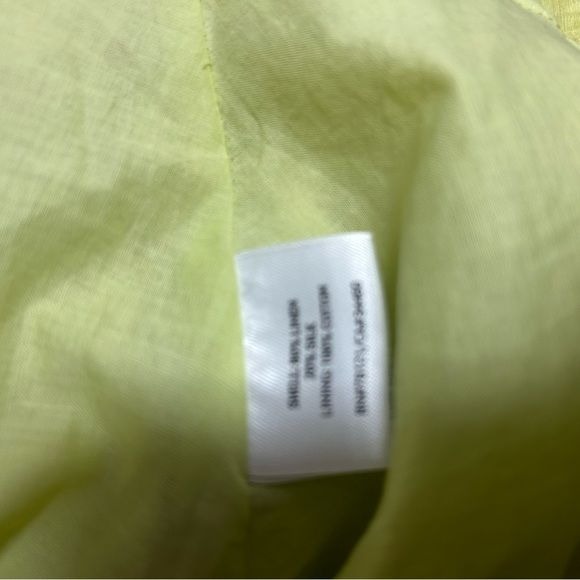 SHELL 80% LINEN
20% SILK
LINING 100% COTTON